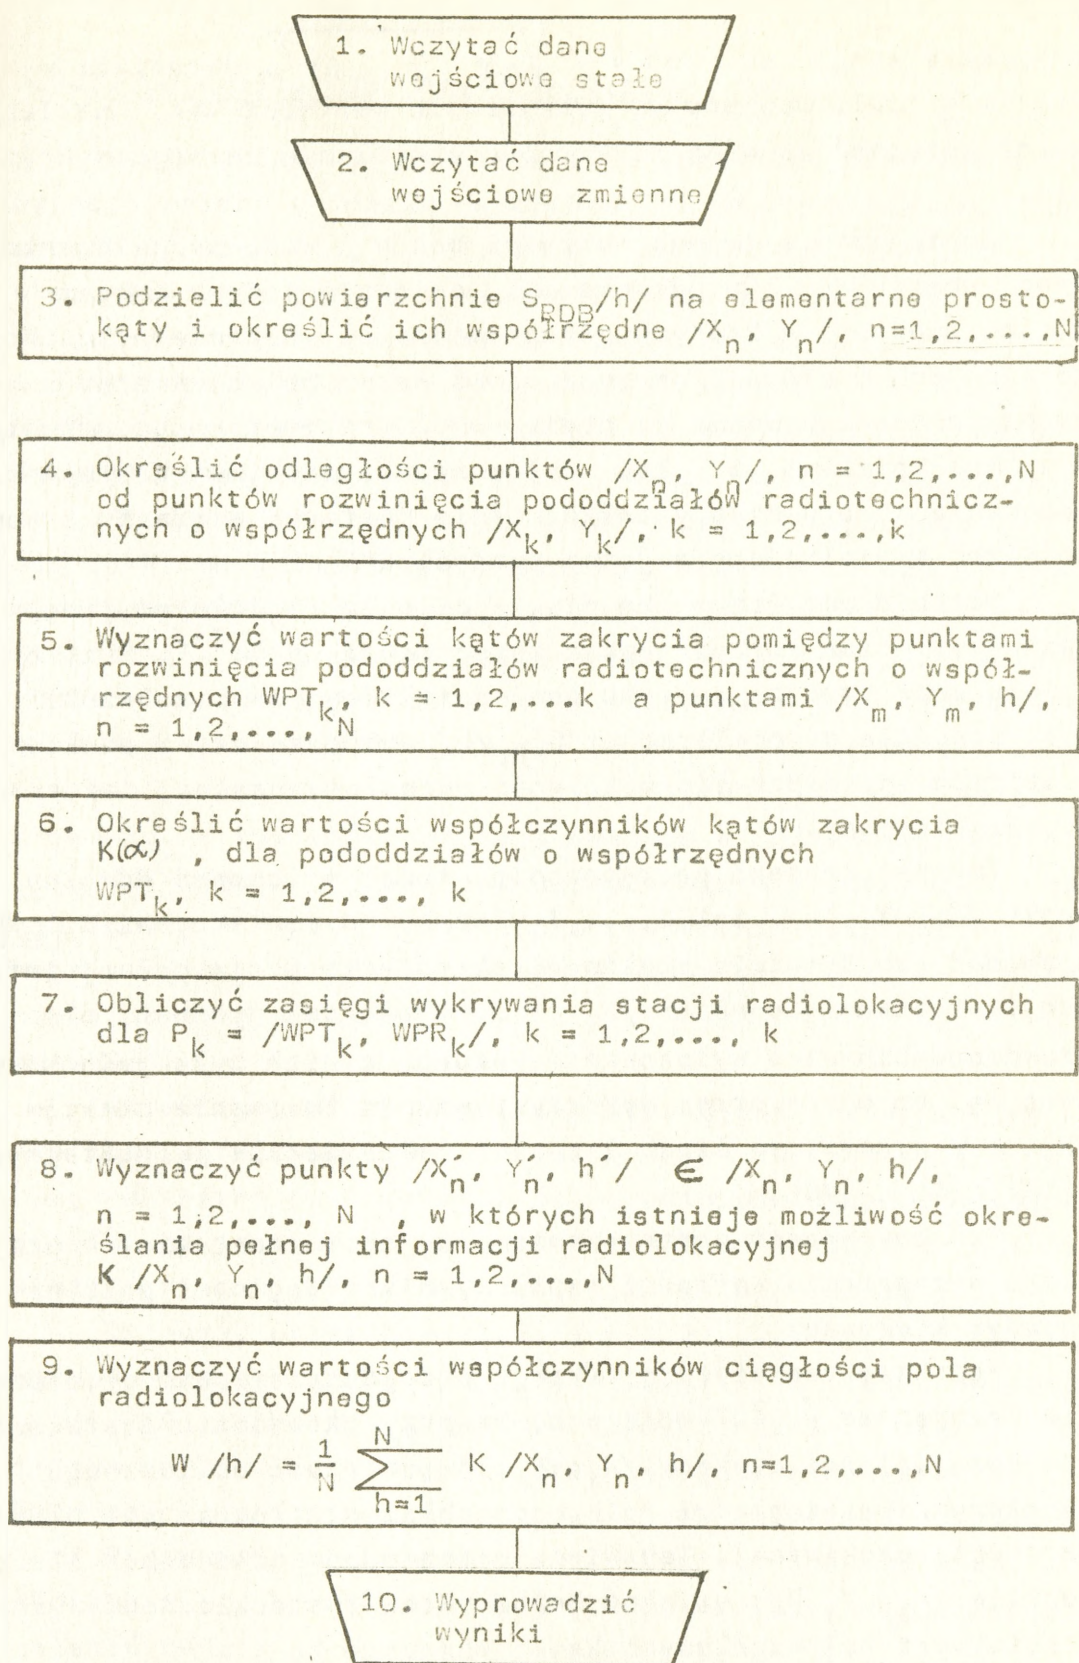 1. Wczytać dane
wejściowe stałe
2. Wczytać dane
wejściowe zmienne
3. Podzielić powierzchnie S_RDB/h/ na elementarne prosto-
kąty i określić ich współrzędne /X_n, Y_n/, n=1,2,...,N
4. Określić odległości punktów /X_n, Y_n/, n = 1,2,...,N
od punktów rozwinięcia pododdziałów radiotechnicz-
nych o współrzędnych /X_k, Y_k/, k = 1,2,...,k
5. Wyznaczyć wartości kątów zakrycia pomiędzy punktami
rozwinięcia pododdziałów radiotechnicznych o współ-
rzędnych WPT_k, k = 1,2,...k a punktami /X_m, Y_m, h/,
n = 1,2,..., N
6. Określić wartości współczynników kątów zakrycia
K(α) , dla pododdziałów o współrzędnych
WPT_k, k = 1,2,..., k
7. Obliczyć zasięgi wykrywania stacji radiolokacyjnych
dla P_k = /WPT_k, WPR_k/, k = 1,2,..., k
8. Wyznaczyć punkty /X_n′, Y_n′, h′/ ∈ /X_n, Y_n, h/,
n = 1,2,..., N , w których istnieje możliwość okre-
ślania pełnej informacji radiolokacyjnej
K /X_n, Y_n, h/, n = 1,2,...,N
9. Wyznaczyć wartości współczynników ciągłości pola
radiolokacyjnego
W /h/ = 1/N ∑_{h=1}^{N} K /X_n, Y_n, h/, n=1,2,...,N
10. Wyprowadzić
wyniki